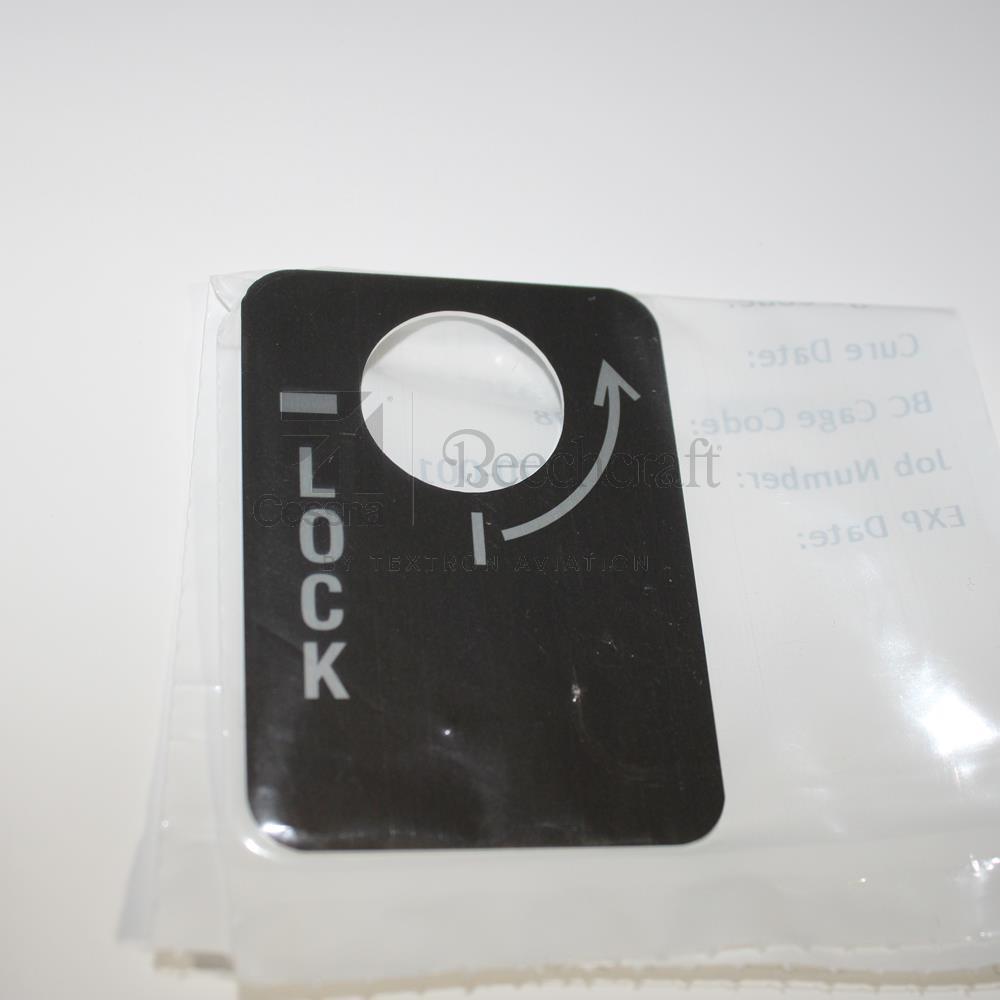 LOCK
Cessna
Beechcraft
BY TEXTRON AVIATION
Cure Date:
BC Cage Code:
Job Number:
EXP Date: